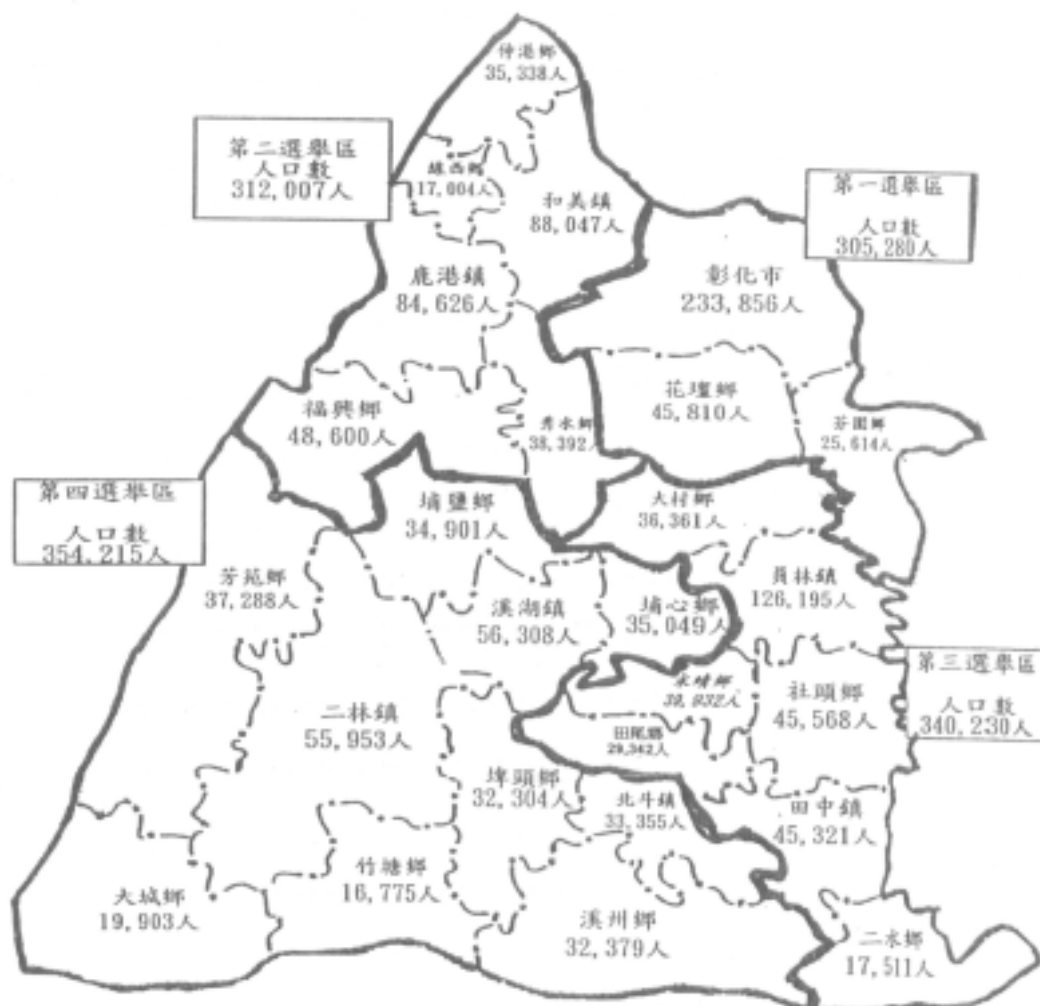 伸港鄉
35,338人
第二選舉區
人口數
312,007人
線西鄉
17,004人
和美鎮
88,047人
第一選舉區
人口數
305,280人
鹿港鎮
84,626人
彰化市
233,856人
福興鄉
48,600人
秀水鄉
38,392人
花壇鄉
45,810人
芬園鄉
25,614人
第四選舉區
人口數
354,215人
埔鹽鄉
34,901人
大村鄉
36,361人
芳苑鄉
37,288人
溪湖鎮
56,308人
埔心鄉
35,049人
員林鎮
126,195人
永靖鄉
社頭鄉
45,568人
第三選舉區
人口數
340,230人
二林鎮
55,953人
田尾鄉
29,342人
埤頭鄉
32,304人
北斗鎮
33,355人
田中鎮
45,321人
大城鄉
19,903人
竹塘鄉
16,775人
溪州鄉
32,379人
二水鄉
17,511人